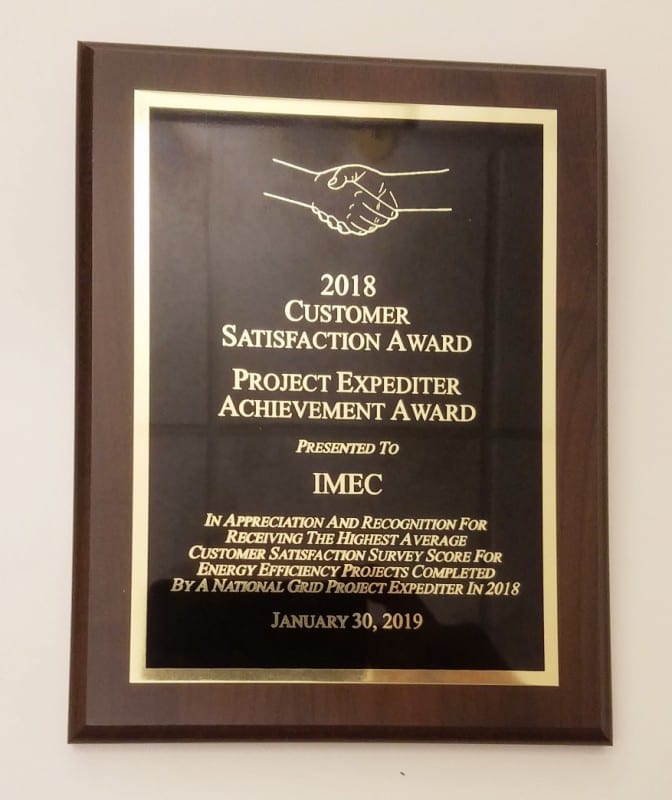 2018
CUSTOMER
SATISFACTION AWARD
PROJECT EXPEDITER
ACHIEVEMENT AWARD
PRESENTED TO
IMEC
IN APPRECIATION AND RECOGNITION FOR
RECEIVING THE HIGHEST AVERAGE
CUSTOMER SATISFACTION SURVEY SCORE FOR
ENERGY EFFICIENCY PROJECTS COMPLETED
BY A NATIONAL GRID PROJECT EXPEDITER IN 2018
JANUARY 30, 2019